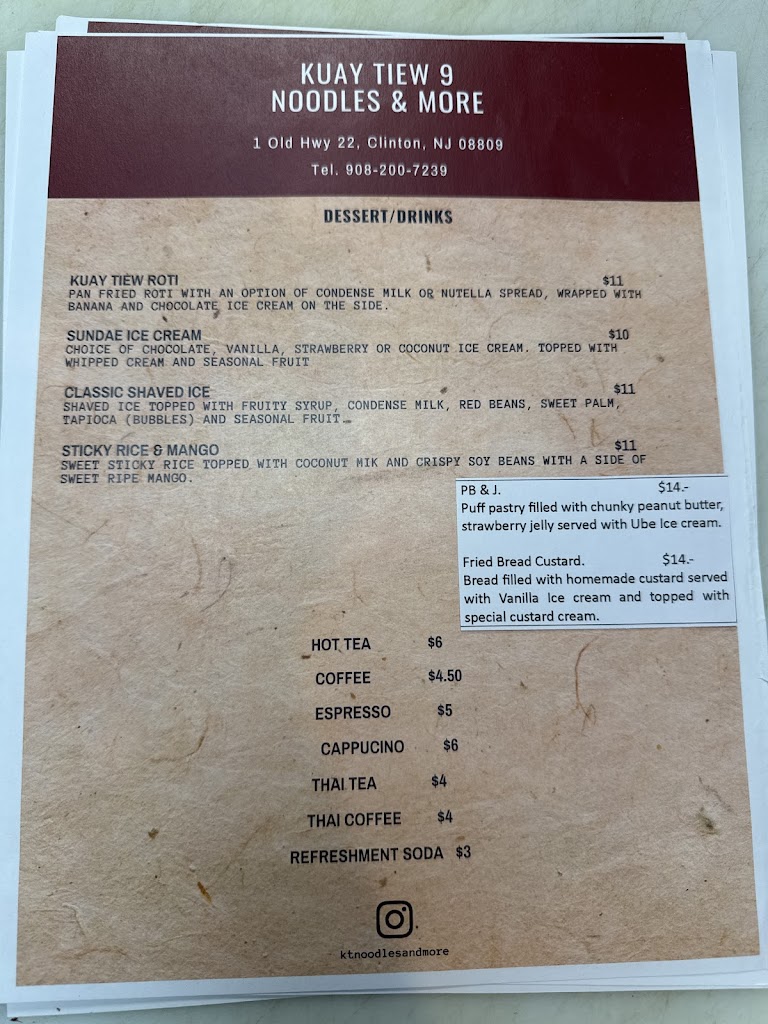 KUAY TIEW 9
NOODLES & MORE
1 Old Hwy 22, Clinton, NJ 08809
Tel. 908-200-7239
DESSERT/DRINKS
KUAY TIEW ROTI $11
PAN FRIED ROTI WITH AN OPTION OF CONDENSE MILK OR NUTELLA SPREAD, WRAPPED WITH
BANANA AND CHOCOLATE ICE CREAM ON THE SIDE.
SUNDAE ICE CREAM $10
CHOICE OF CHOCOLATE, VANILLA, STRAWBERRY OR COCONUT ICE CREAM. TOPPED WITH
WHIPPED CREAM AND SEASONAL FRUIT
CLASSIC SHAVED ICE $11
SHAVED ICE TOPPED WITH FRUITY SYRUP, CONDENSE MILK, RED BEANS, SWEET PALM,
TAPIOCA (BUBBLES) AND SEASONAL FRUIT.
STICKY RICE & MANGO $11
SWEET STICKY RICE TOPPED WITH COCONUT MIK AND CRISPY SOY BEANS WITH A SIDE OF
SWEET RIPE MANGO.
PB & J. $14.-
Puff pastry filled with chunky peanut butter,
strawberry jelly served with Ube Ice cream.
Fried Bread Custard. $14.-
Bread filled with homemade custard served
with Vanilla Ice cream and topped with
special custard cream.
HOT TEA $6
COFFEE $4.50
ESPRESSO $5
CAPPUCINO $6
THAI TEA $4
THAI COFFEE $4
REFRESHMENT SODA $3
ktnoodlesandmore